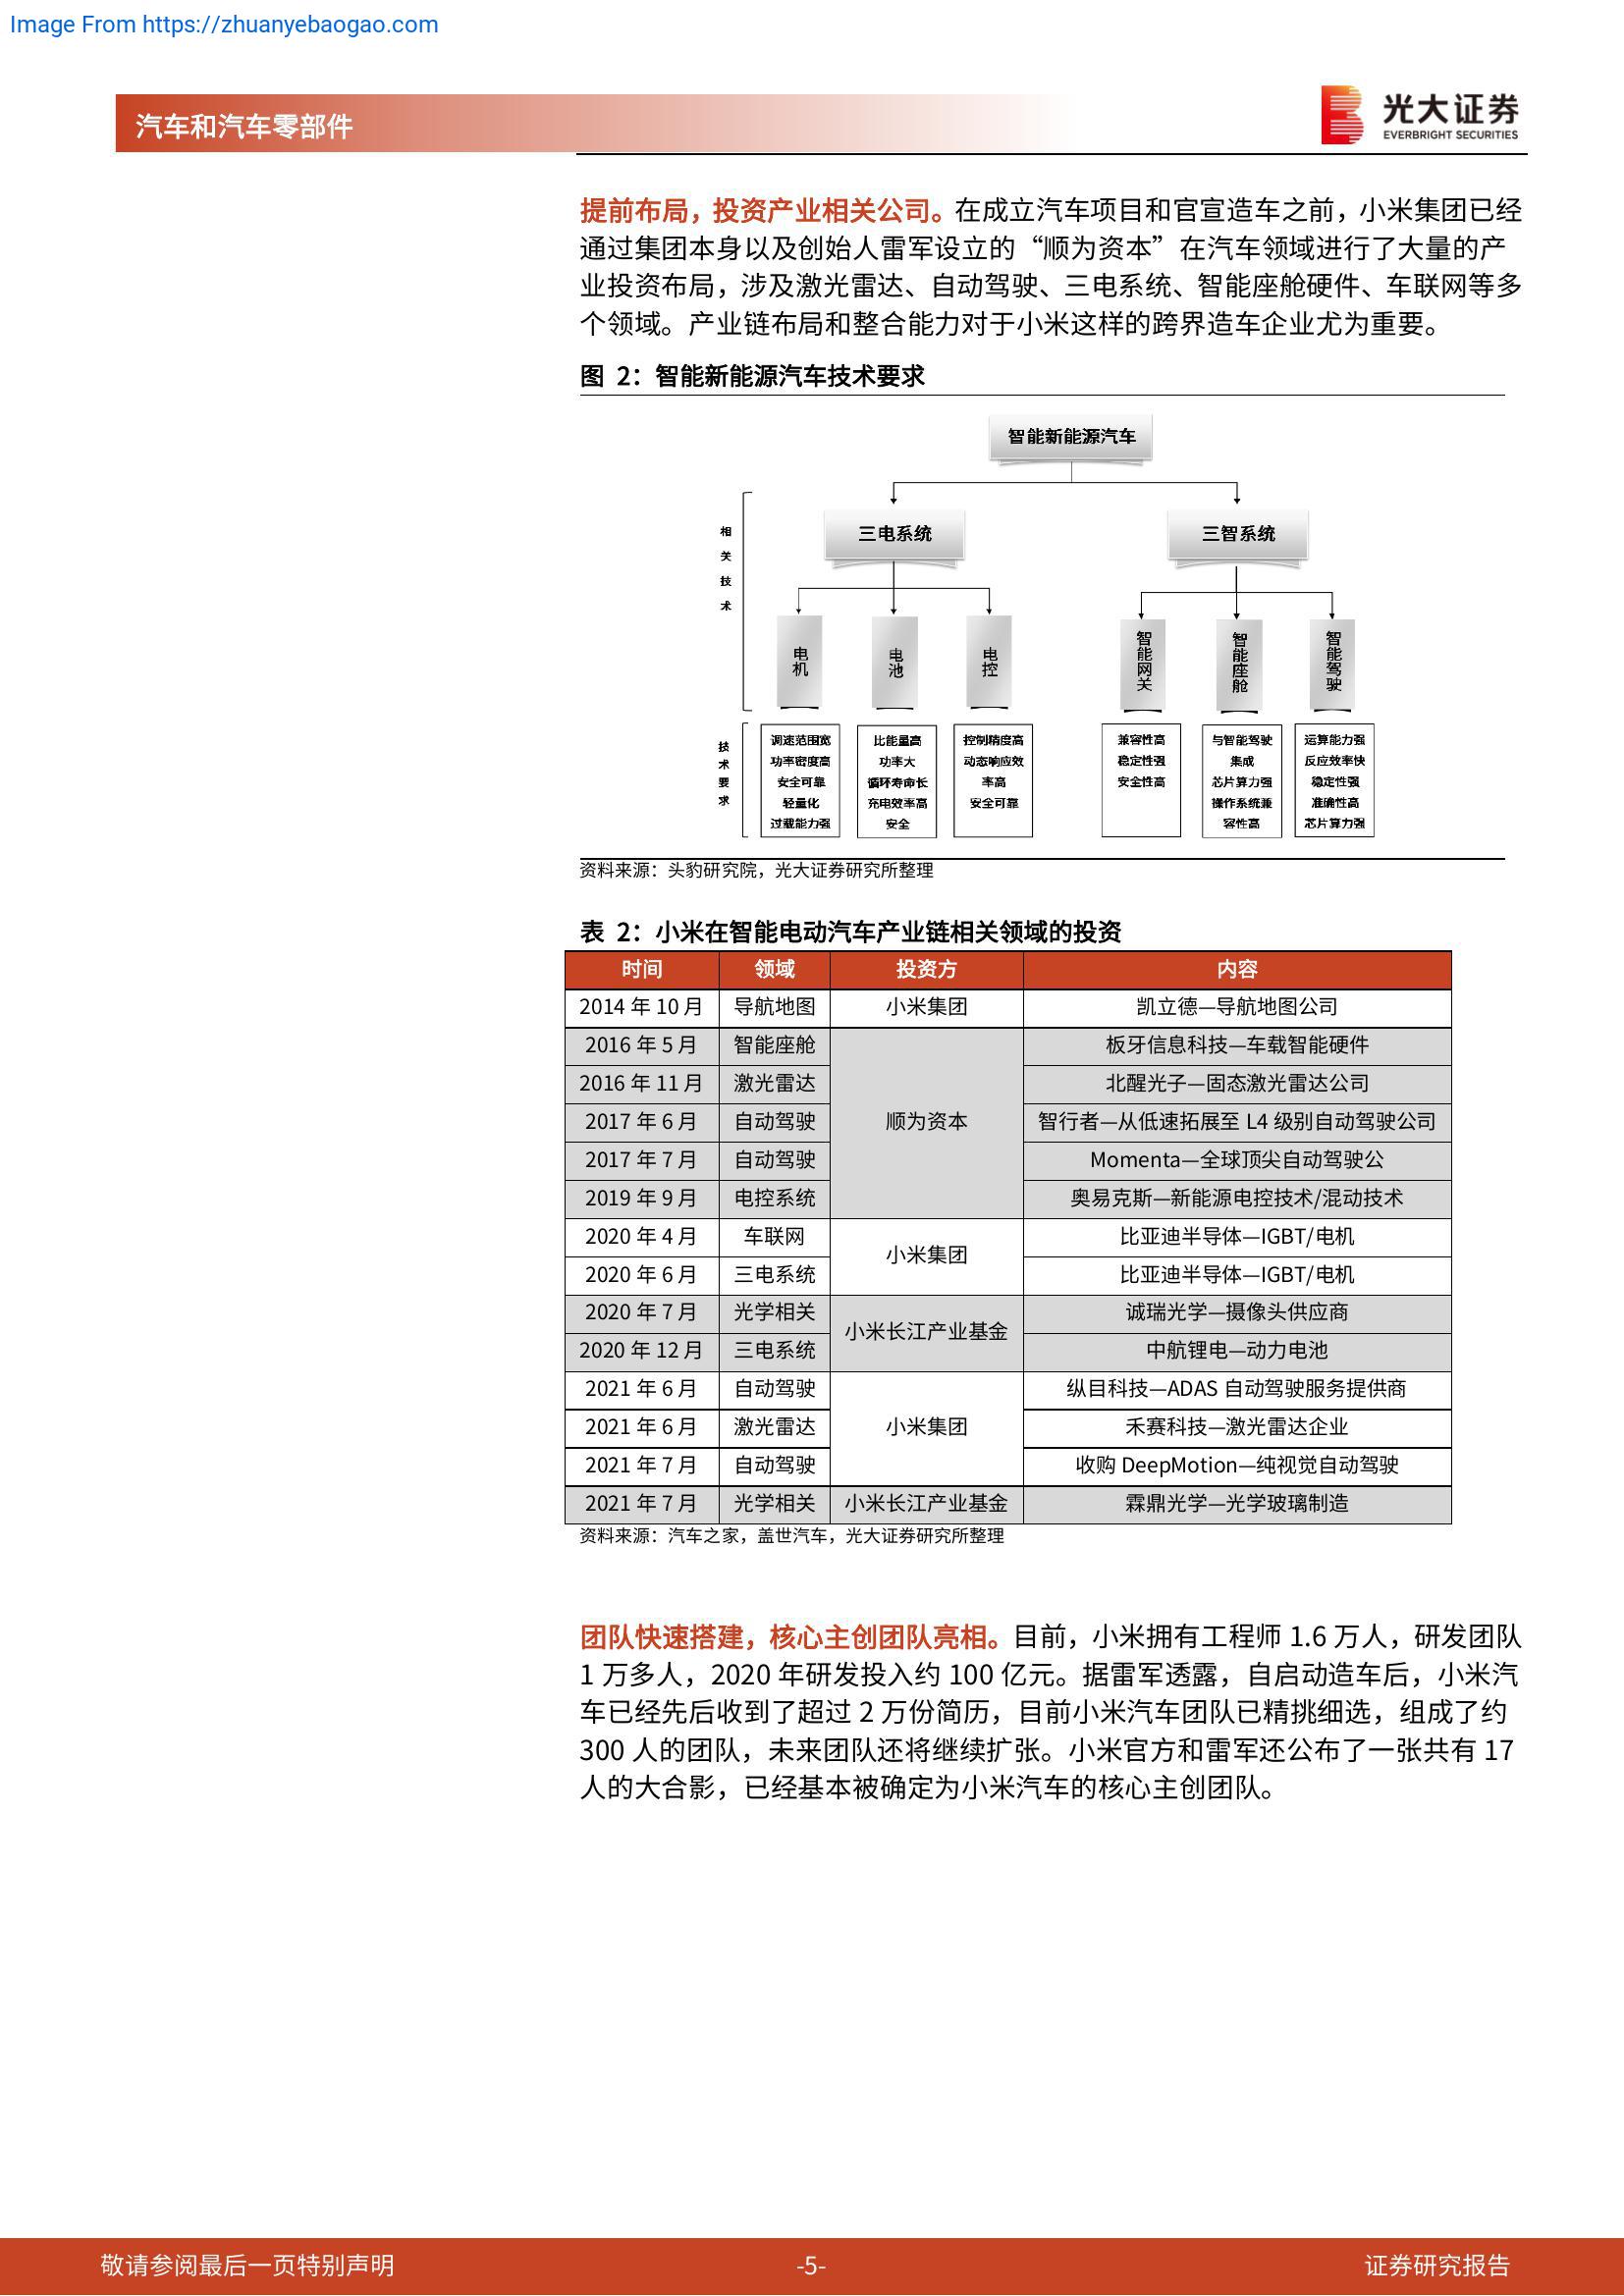 Image From https://zhuanyebaogao.com
汽车和汽车零部件
光大证券
EVERBRIGHT SECURITIES
提前布局，投资产业相关公司。在成立汽车项目和官宣造车之前，小米集团已经
通过集团本身以及创始人雷军设立的“顺为资本”在汽车领域进行了大量的产
业投资布局，涉及激光雷达、自动驾驶、三电系统、智能座舱硬件、车联网等多
个领域。产业链布局和整合能力对于小米这样的跨界造车企业尤为重要。
图 2：智能新能源汽车技术要求
智能新能源汽车
三电系统
三智系统
相关技术
电机
电池
电控
智能网关
智能座舱
智能驾驶
技术要求
调速范围宽
功率密度高
安全可靠
轻量化
过载能力强
比能量高
功率大
循环寿命长
充电效率高
安全
控制精度高
动态响应效
率高
安全可靠
兼容性高
稳定性强
安全性高
与智能驾驶
集成
芯片算力强
操作系统兼
容性高
运算能力强
反应效率快
稳定性强
准确性高
芯片算力强
资料来源：头豹研究院，光大证券研究所整理
表 2：小米在智能电动汽车产业链相关领域的投资
时间 领域 投资方 内容
2014 年 10 月 导航地图 小米集团 凯立德—导航地图公司
2016 年 5 月 智能座舱 板牙信息科技—车载智能硬件
2016 年 11 月 激光雷达 北醒光子—固态激光雷达公司
2017 年 6 月 自动驾驶 顺为资本 智行者—从低速拓展至 L4 级别自动驾驶公司
2017 年 7 月 自动驾驶 Momenta—全球顶尖自动驾驶公
2019 年 9 月 电控系统 奥易克斯—新能源电控技术/混动技术
2020 年 4 月 车联网 小米集团 比亚迪半导体—IGBT/电机
2020 年 6 月 三电系统 比亚迪半导体—IGBT/电机
2020 年 7 月 光学相关 小米长江产业基金 诚瑞光学—摄像头供应商
2020 年 12 月 三电系统 中航锂电—动力电池
2021 年 6 月 自动驾驶 纵目科技—ADAS 自动驾驶服务提供商
2021 年 6 月 激光雷达 小米集团 禾赛科技—激光雷达企业
2021 年 7 月 自动驾驶 收购 DeepMotion—纯视觉自动驾驶
2021 年 7 月 光学相关 小米长江产业基金 霖鼎光学—光学玻璃制造
资料来源：汽车之家，盖世汽车，光大证券研究所整理
团队快速搭建，核心主创团队亮相。目前，小米拥有工程师 1.6 万人，研发团队
1 万多人，2020 年研发投入约 100 亿元。据雷军透露，自启动造车后，小米汽
车已经先后收到了超过 2 万份简历，目前小米汽车团队已精挑细选，组成了约
300 人的团队，未来团队还将继续扩张。小米官方和雷军还公布了一张共有 17
人的大合影，已经基本被确定为小米汽车的核心主创团队。
敬请参阅最后一页特别声明
-5-
证券研究报告